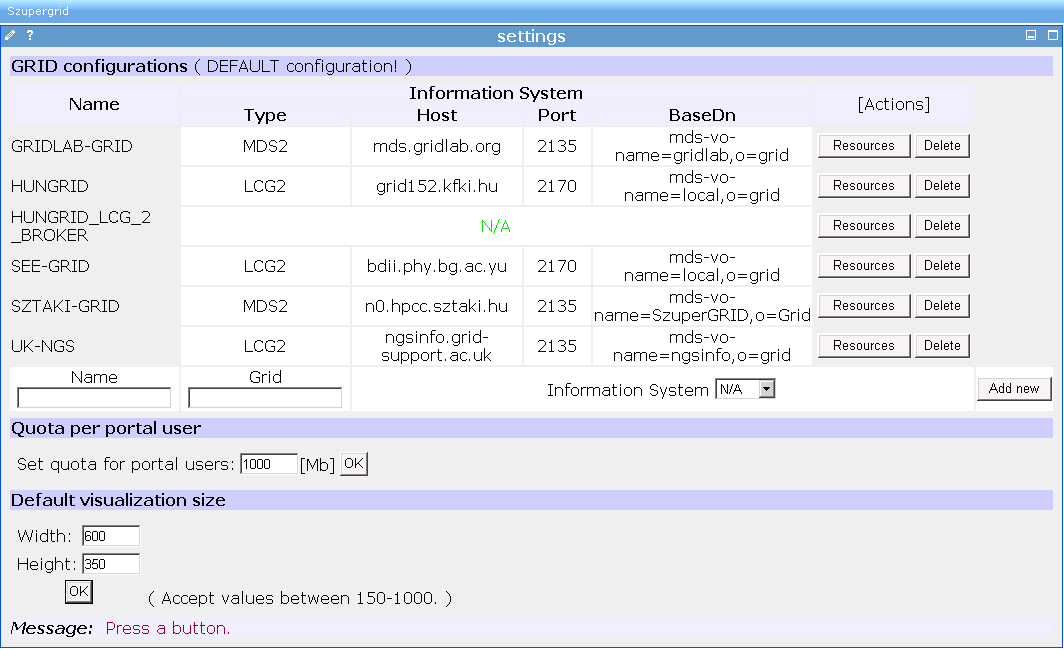 Szupergrid
? settings
GRID configurations ( DEFAULT configuration! )
Name Information System [Actions]
Type Host Port BaseDn
GRIDLAB-GRID MDS2 mds.gridlab.org 2135 mds-vo-name=gridlab,o=grid Resources Delete
HUNGRID LCG2 grid152.kfki.hu 2170 mds-vo-name=local,o=grid Resources Delete
HUNGRID_LCG_2
_BROKER N/A Resources Delete
SEE-GRID LCG2 bdii.phy.bg.ac.yu 2170 mds-vo-name=local,o=grid Resources Delete
SZTAKI-GRID MDS2 n0.hpcc.sztaki.hu 2135 mds-vo-name=SzuperGRID,o=Grid Resources Delete
UK-NGS LCG2 ngsinfo.grid-support.ac.uk 2135 mds-vo-name=ngsinfo,o=grid Resources Delete
Name Grid Information System N/A Add new
Quota per portal user
Set quota for portal users: 1000 [Mb] OK
Default visualization size
Width: 600
Height: 350
OK ( Accept values between 150-1000. )
Message: Press a button.